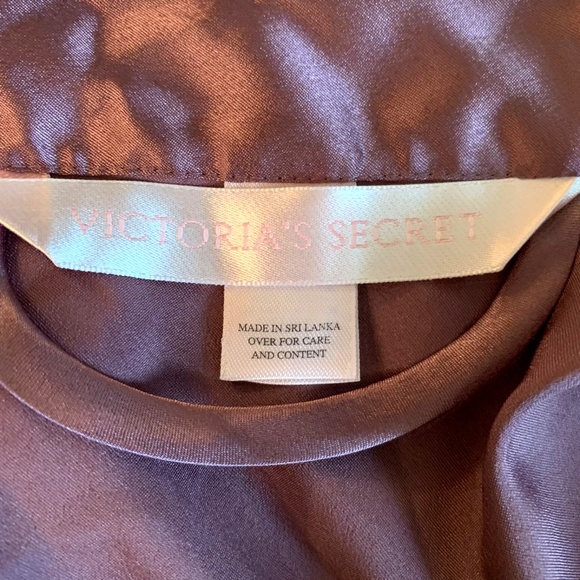 VICTORIA'S SECRET
MADE IN SRI LANKA
OVER FOR CARE
AND CONTENT